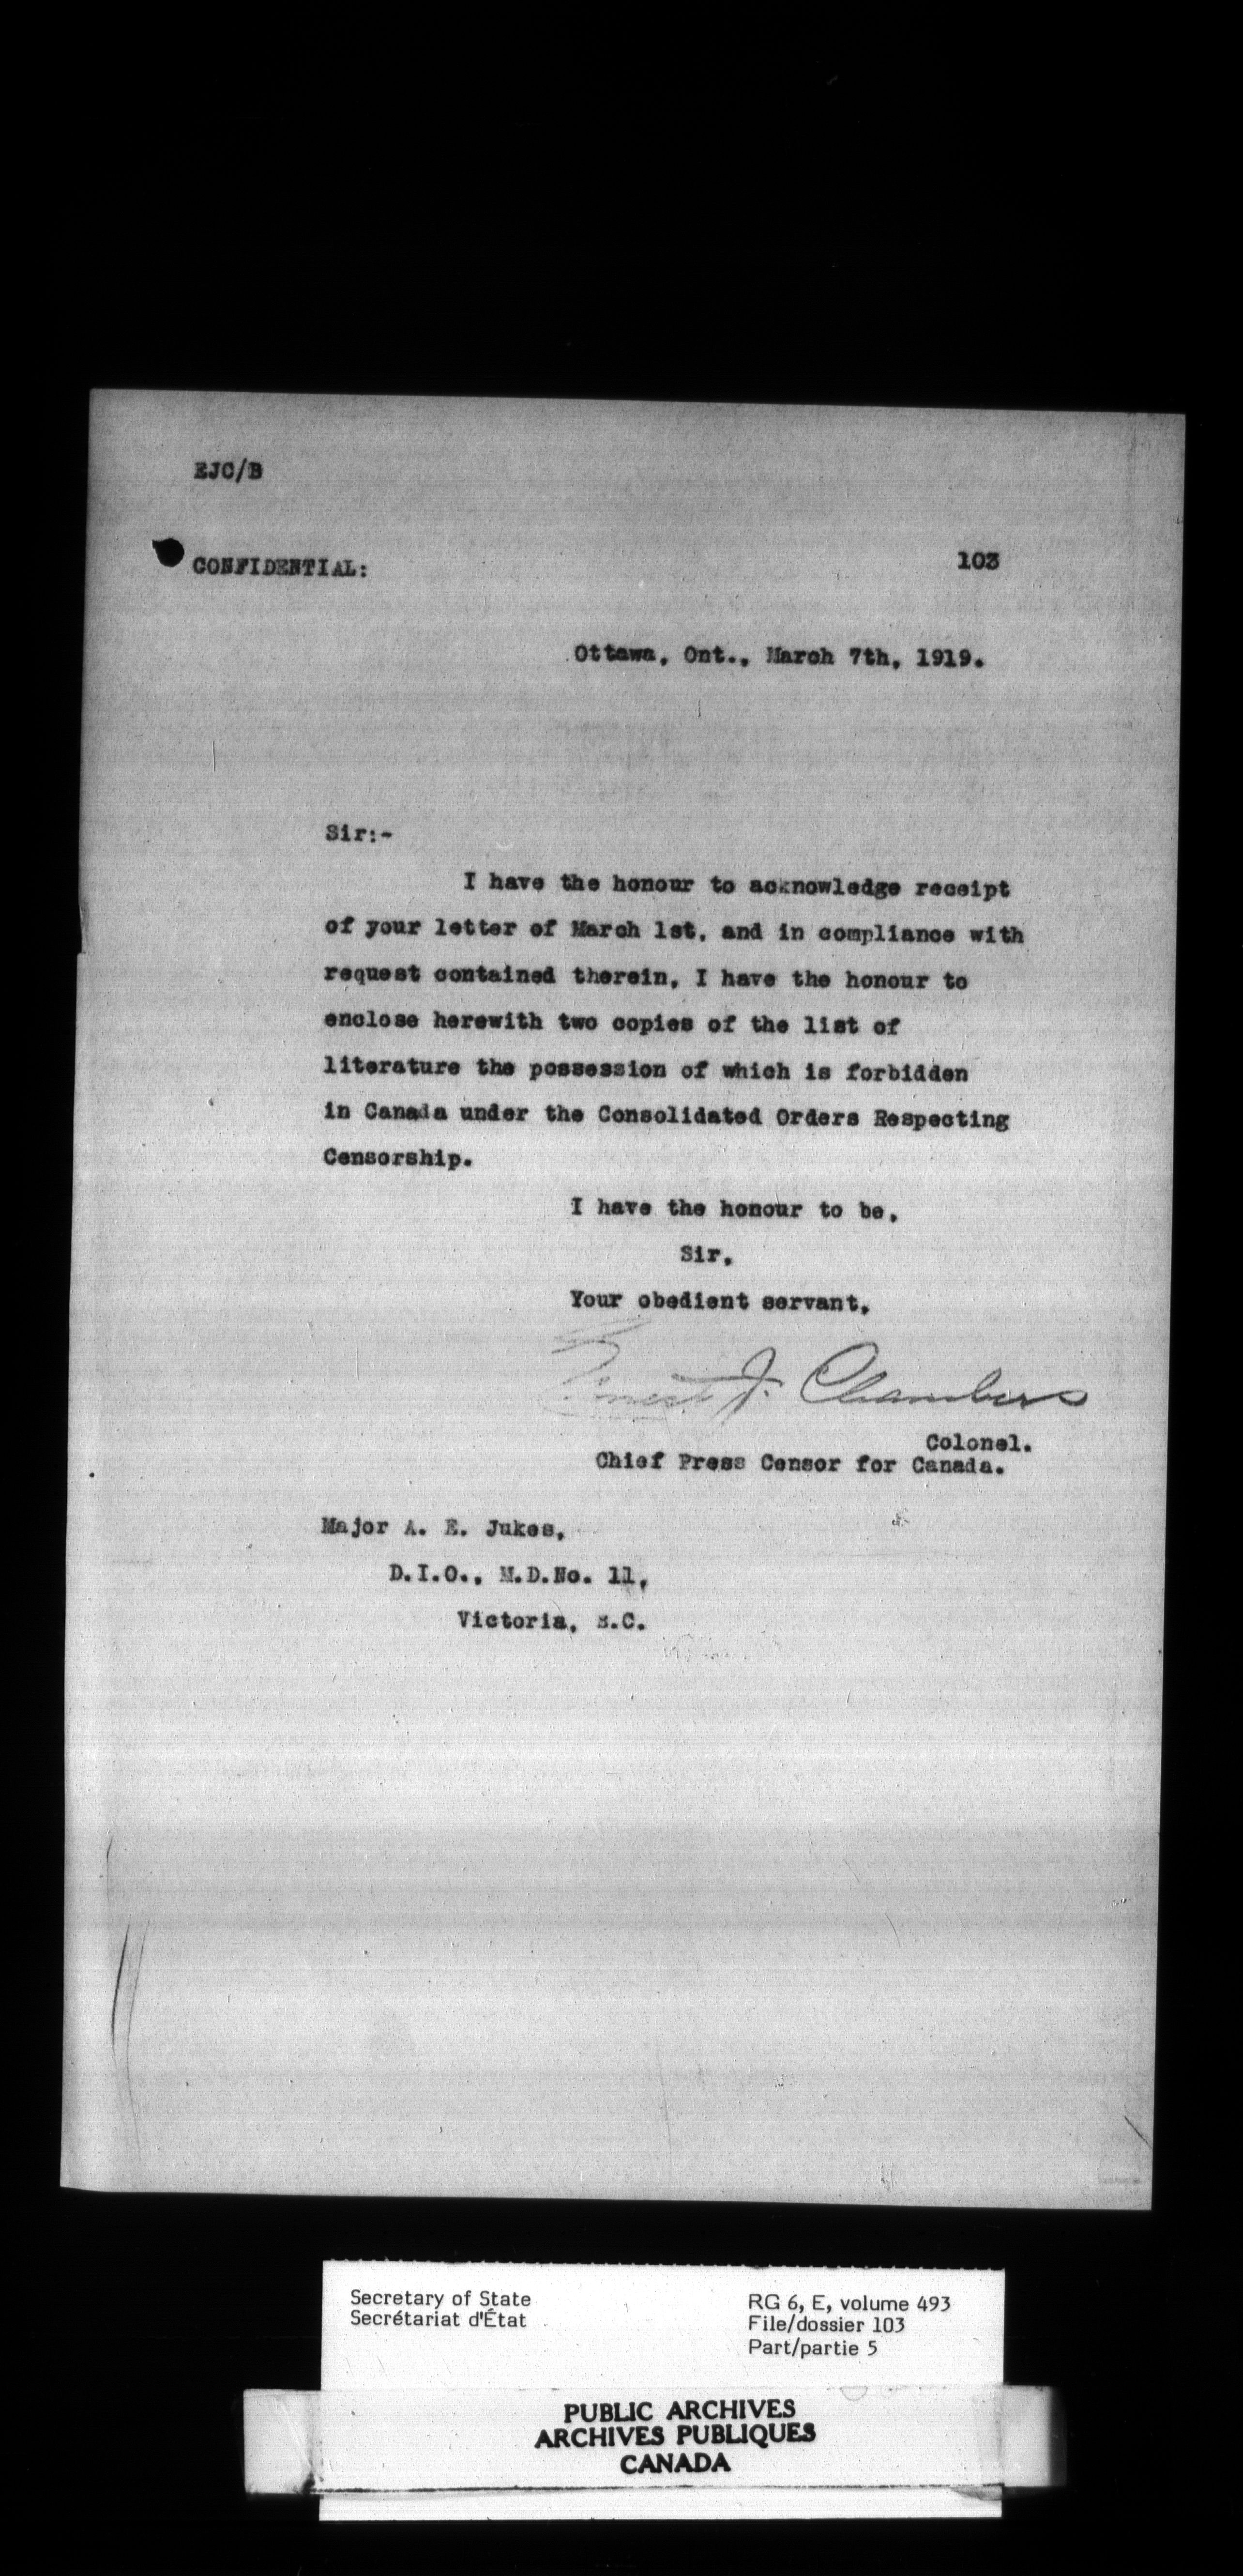 EJC/B
CONFIDENTIAL:
103
Ottawa, Ont., March 7th, 1919.
Sir:-
I have the honour to acknowledge receipt
of your letter of March 1st, and in compliance with
request contained therein, I have the honour to
enclose herewith two copies of the list of
literature the possession of which is forbidden
in Canada under the Consolidated Orders Respecting
Censorship.
I have the honour to be,
Sir,
Your obedient servant,
Ernest J. Chambers
Colonel.
Chief Press Censor for Canada.
Major A. E. Jukes,
D.I.O., M.D.No. 11,
Victoria, B.C.
Secretary of State
Secrétariat d'État
RG 6, E, volume 493
File/dossier 103
Part/partie 5
PUBLIC ARCHIVES
ARCHIVES PUBLIQUES
CANADA